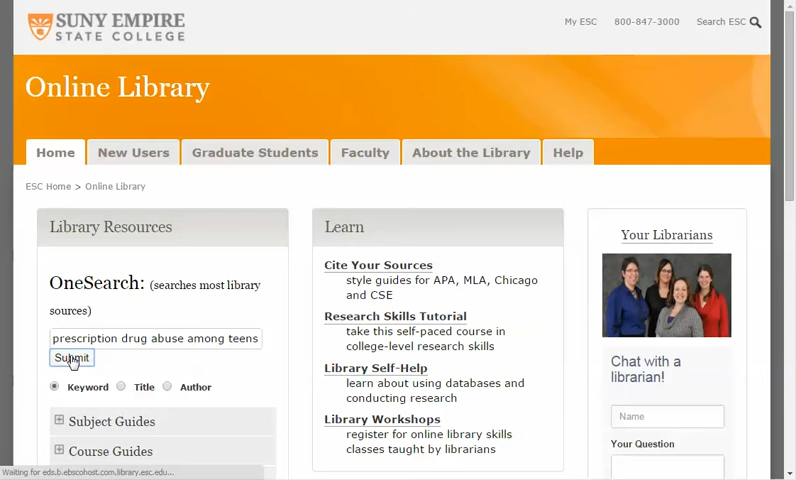 SUNY EMPIRE
STATE COLLEGE
My ESC 800-847-3000 Search ESC
Online Library
Home New Users Graduate Students Faculty About the Library Help
ESC Home > Online Library
Library Resources
OneSearch: (searches most library
sources)
prescription drug abuse among teens
Submit
Keyword Title Author
Subject Guides
Course Guides
Learn
Cite Your Sources
style guides for APA, MLA, Chicago
and CSE
Research Skills Tutorial
take this self-paced course in
college-level research skills
Library Self-Help
learn about using databases and
conducting research
Library Workshops
register for online library skills
classes taught by librarians
Your Librarians
Chat with a
librarian!
Name
Your Question
Waiting for eds.b.ebscohost.com.library.esc.edu...